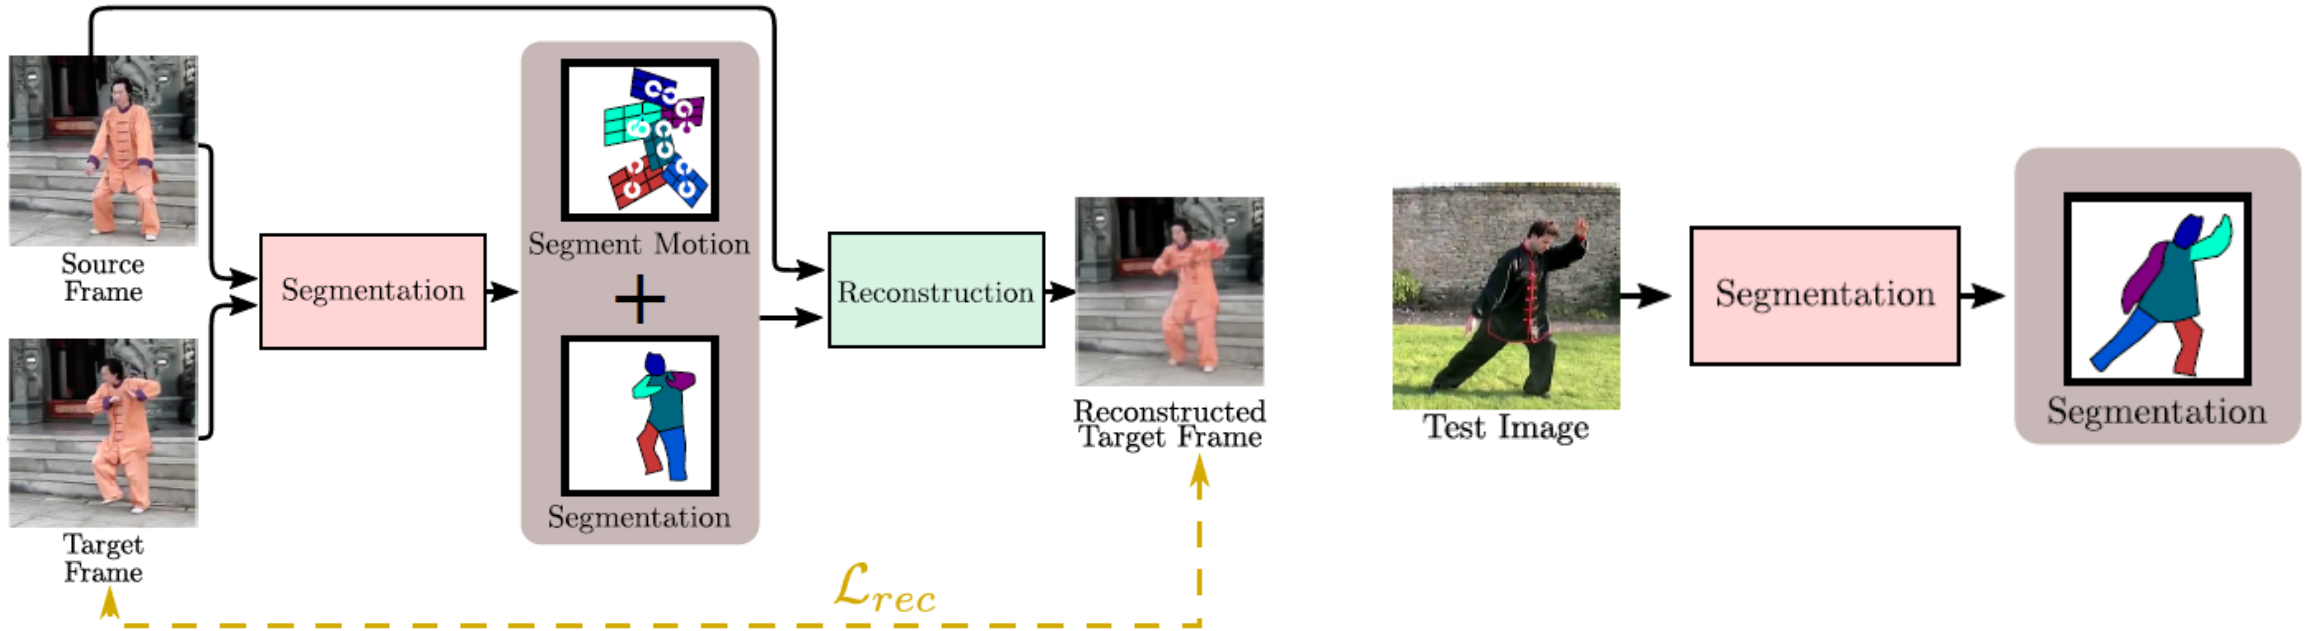 Source
Frame
Target
Frame
Segmentation
Segment Motion
+
Segmentation
Reconstruction
Reconstructed
Target Frame
ℒrec
Test Image
Segmentation
Segmentation